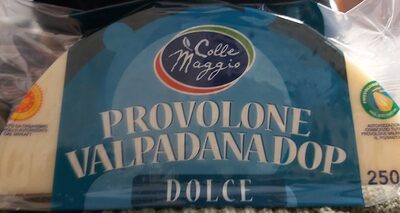 Colle
Maggio
PROVOLONE
VALPADANA DOP
DOLCE
250